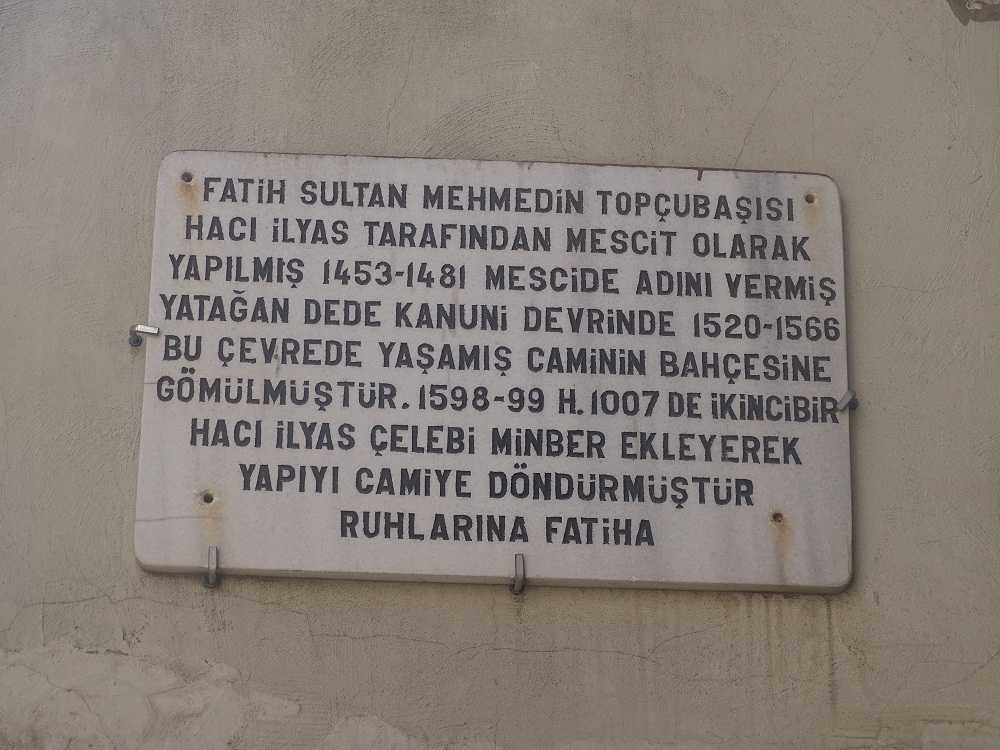 FATİH SULTAN MEHMEDİN TOPÇUBAŞISI
HACI İLYAS TARAFINDAN MESCİT OLARAK
YAPILMIŞ 1453-1481 MESCİDE ADINI VERMİŞ
YATAĞAN DEDE KANUNİ DEVRİNDE 1520-1566
BU ÇEVREDE YAŞAMIŞ CAMİNİN BAHÇESİNE
GÖMÜLMÜŞTÜR. 1598-99 H. 1007 DE İKİNCİBİR
HACI İLYAS ÇELEBİ MİNBER EKLEYEREK
YAPIYI CAMİYE DÖNDÜRMÜŞTÜR
RUHLARINA FATİHA